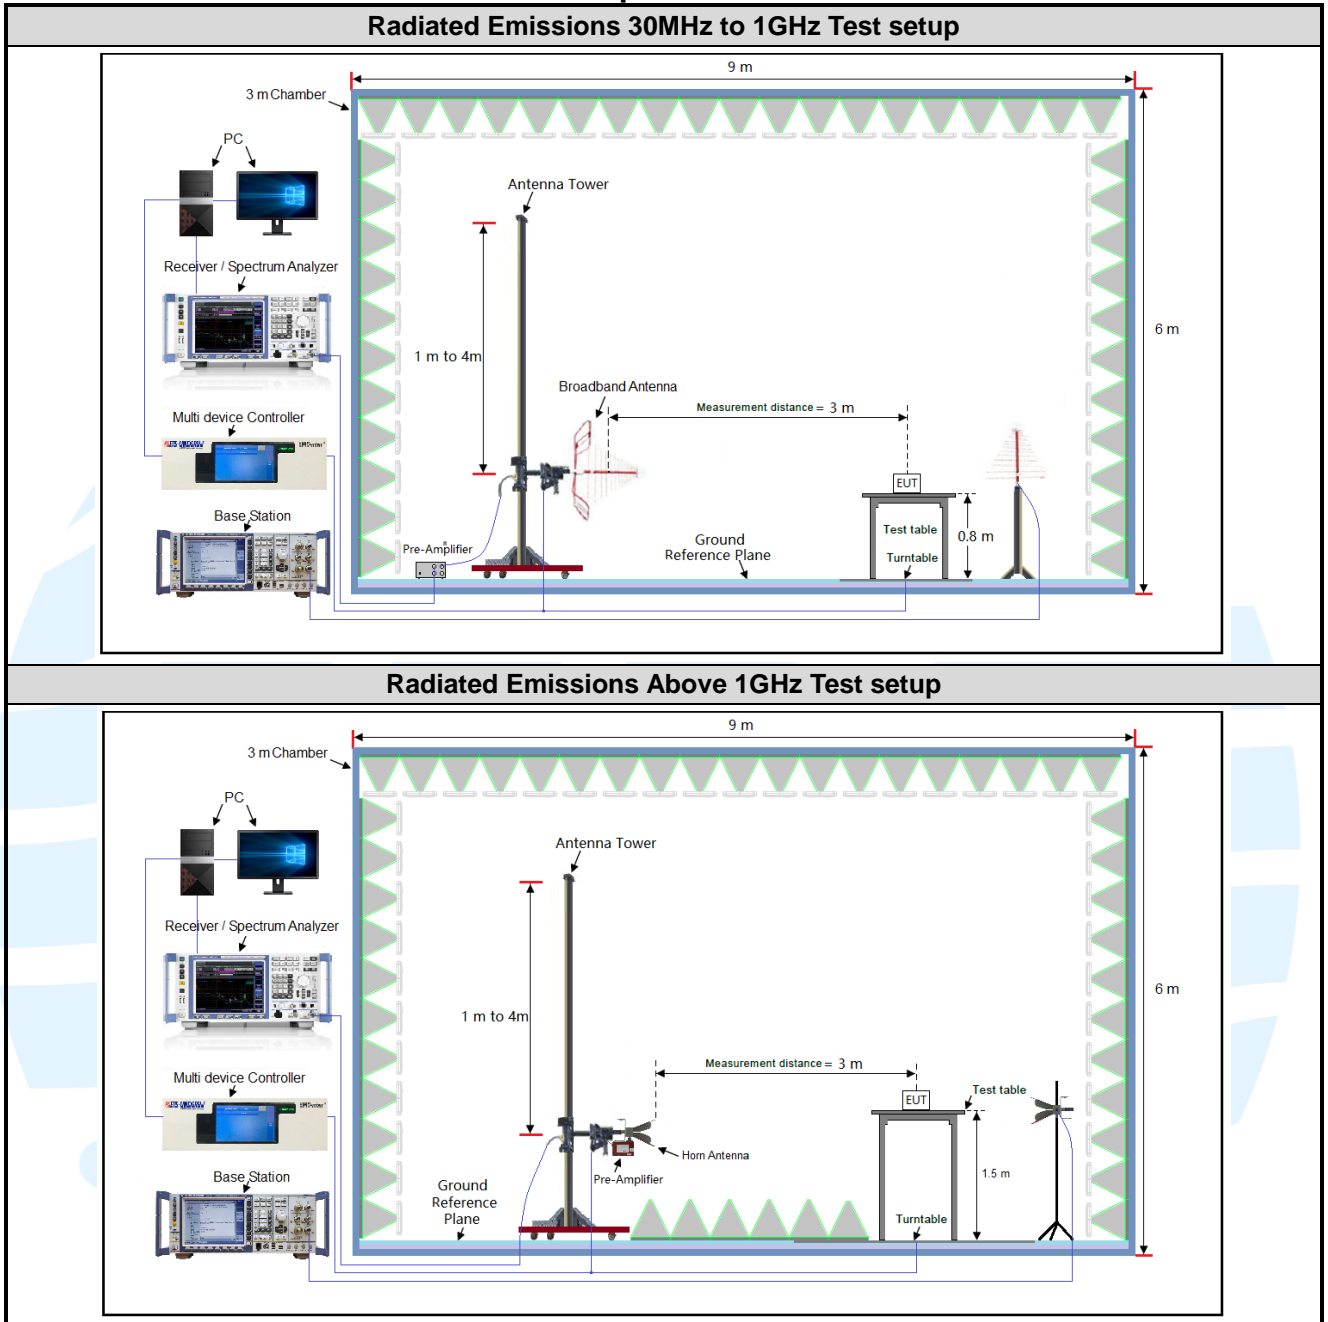 Radiated Emissions 30MHz to 1GHz Test setup
9 m
3 m Chamber
PC
Antenna Tower
Receiver / Spectrum Analyzer
6 m
1 m to 4m
Broadband Antenna
Measurement distance = 3 m
Multi device Controller
EUT
Base Station
Test table
0.8 m
Ground
Reference Plane
Pre-Amplifier
Turntable
Radiated Emissions Above 1GHz Test setup
9 m
3 m Chamber
PC
Antenna Tower
Receiver / Spectrum Analyzer
6 m
1 m to 4m
Measurement distance = 3 m
Multi device Controller
EUT
Test table
Horn Antenna
Pre-Amplifier
1.5 m
Base Station
Ground
Reference
Plane
Turntable